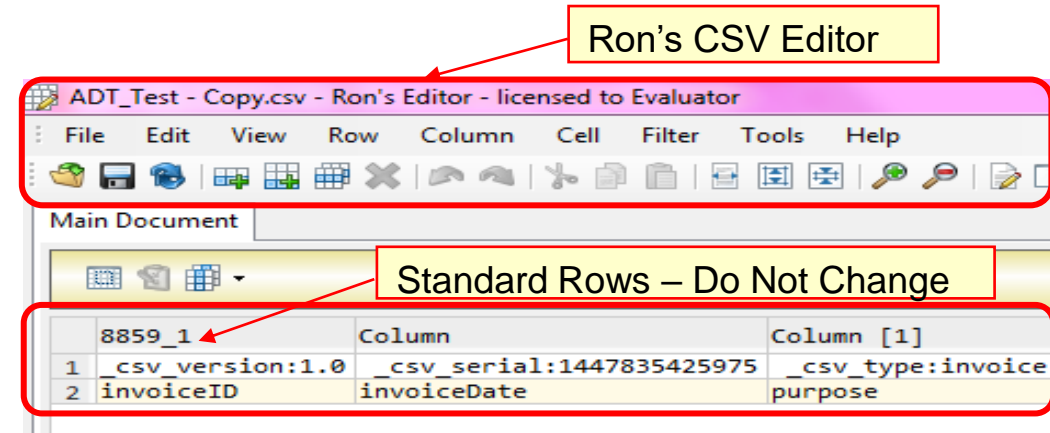 Ron's CSV Editor
ADT_Test - Copy.csv - Ron's Editor - licensed to Evaluator
File Edit View Row Column Cell Filter Tools Help
Main Document
Standard Rows – Do Not Change
8859_1 Column Column [1]
1 _csv_version:1.0 _csv_serial:1447835425975 _csv_type:invoice
2 invoiceID invoiceDate purpose